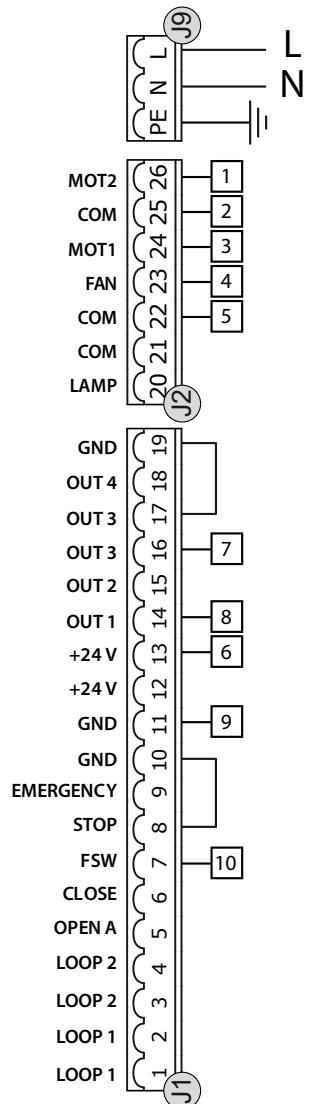 J9
L L
N N
PE
MOT2 26 1
COM 25 2
MOT1 24 3
FAN 23 4
COM 22 5
COM 21
LAMP 20
J2
GND 19
OUT 4 18
OUT 3 17
OUT 3 16 7
OUT 2 15
OUT 1 14 8
+24 V 13 6
+24 V 12
GND 11 9
GND 10
EMERGENCY 9
STOP 8
FSW 7 10
CLOSE 6
OPEN A 5
LOOP 2 4
LOOP 2 3
LOOP 1 2
LOOP 1 1
J1